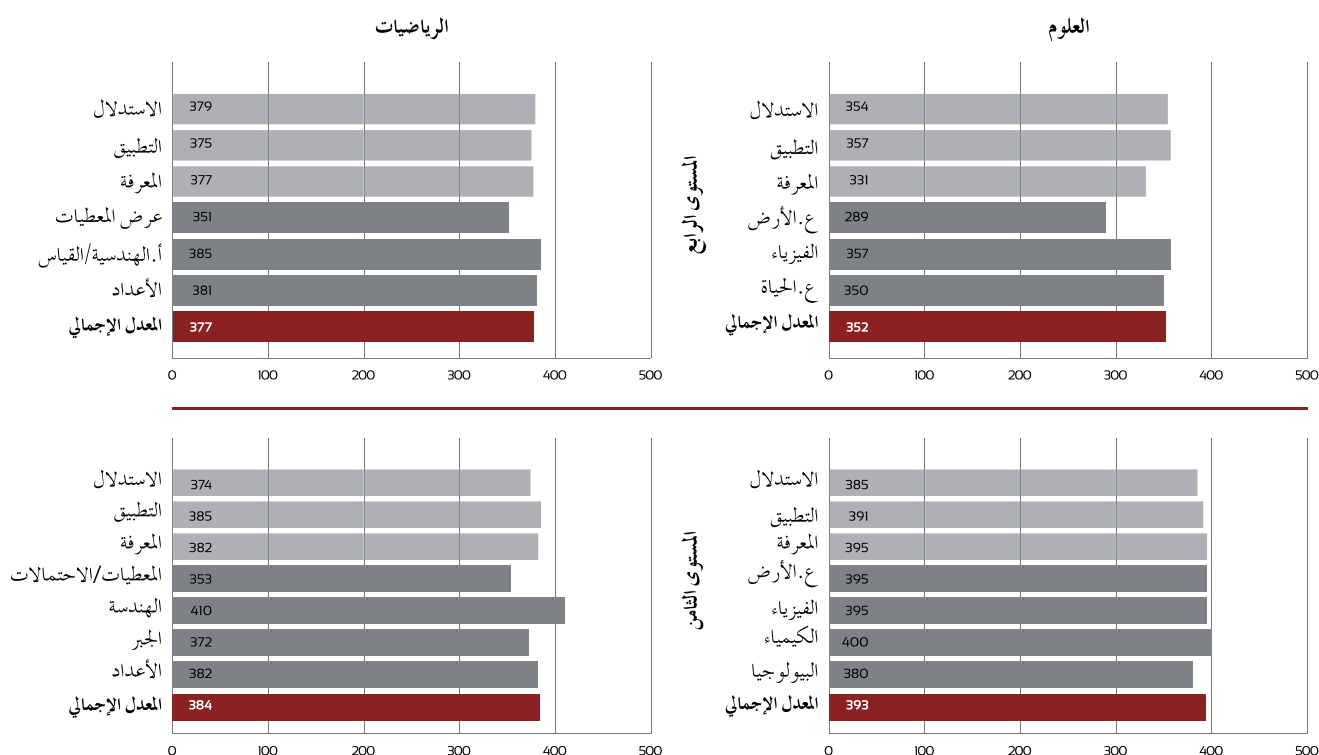 العلوم
الرياضيات
المستوى الرابع
الاستدلال 354
التطبيق 357
المعرفة 331
ع.الأرض 289
الفيزياء 357
ع.الحياة 350
المعدل الإجمالي 352
0 100 200 300 400 500
الاستدلال 379
التطبيق 375
المعرفة 377
عرض المعطيات 351
أ.الهندسية/القياس 385
الأعداد 381
المعدل الإجمالي 377
0 100 200 300 400 500
المستوى الثامن
الاستدلال 385
التطبيق 391
المعرفة 395
ع.الأرض 395
الفيزياء 395
الكيمياء 400
البيولوجيا 380
المعدل الإجمالي 393
0 100 200 300 400 500
الاستدلال 374
التطبيق 385
المعرفة 382
المعطيات/الاحتمالات 353
الهندسة 410
الجبر 372
الأعداد 382
المعدل الإجمالي 384
0 100 200 300 400 500